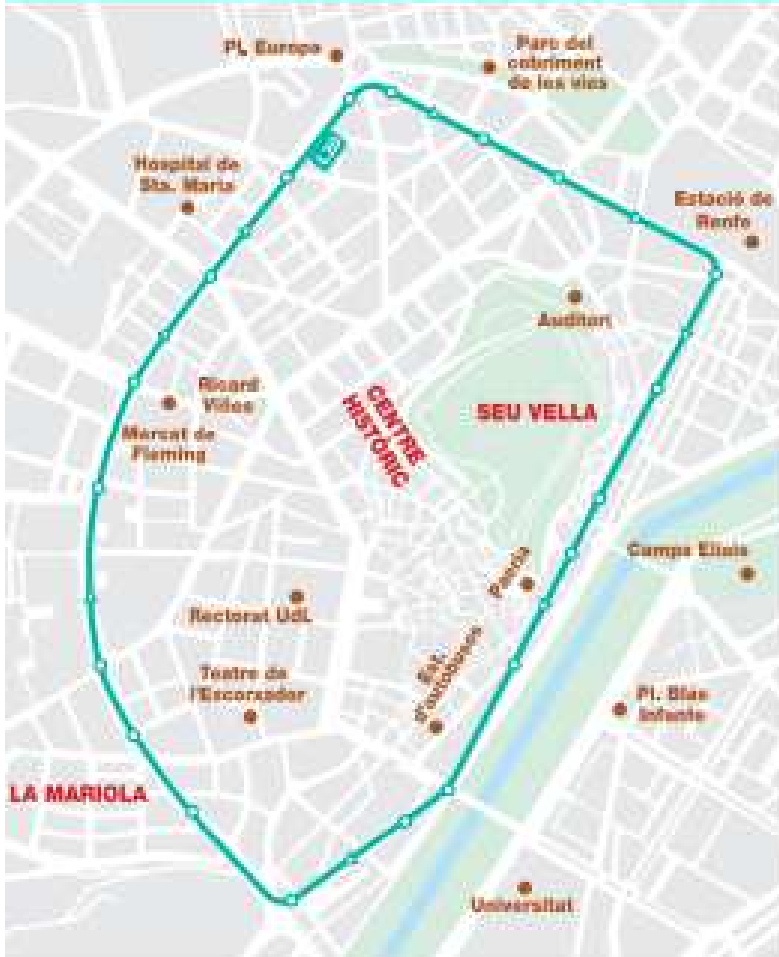 Pl. Europa
Parc del
cobriment
de les vies
Hospital de
Sta. Maria
Estació de
Renfe
Auditori
Ricard
Viñes
CENTRE
HISTÒRIC
SEU VELLA
Mercat de
Fleming
Camps Elisis
Paeria
Rectorat UdL
Est.
d'autobusos
Teatre de
l'Escorxador
Pl. Blas
Infante
LA MARIOLA
Universitat